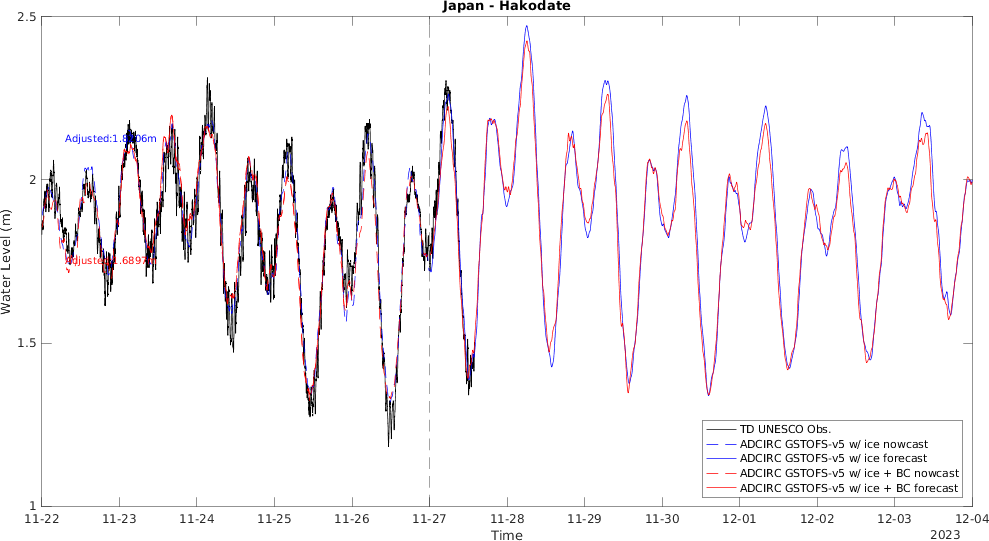 Japan - Hakodate
2.5
2
1.5
1
Water Level (m)
Adjusted:1.8
06m
Adjusted:1.6897
11-22 11-23 11-24 11-25 11-26 11-27 11-28 11-29 11-30 12-01 12-02 12-03 12-04
Time
2023
TD UNESCO Obs.
ADCIRC GSTOFS-v5 w/ ice nowcast
ADCIRC GSTOFS-v5 w/ ice forecast
ADCIRC GSTOFS-v5 w/ ice + BC nowcast
ADCIRC GSTOFS-v5 w/ ice + BC forecast